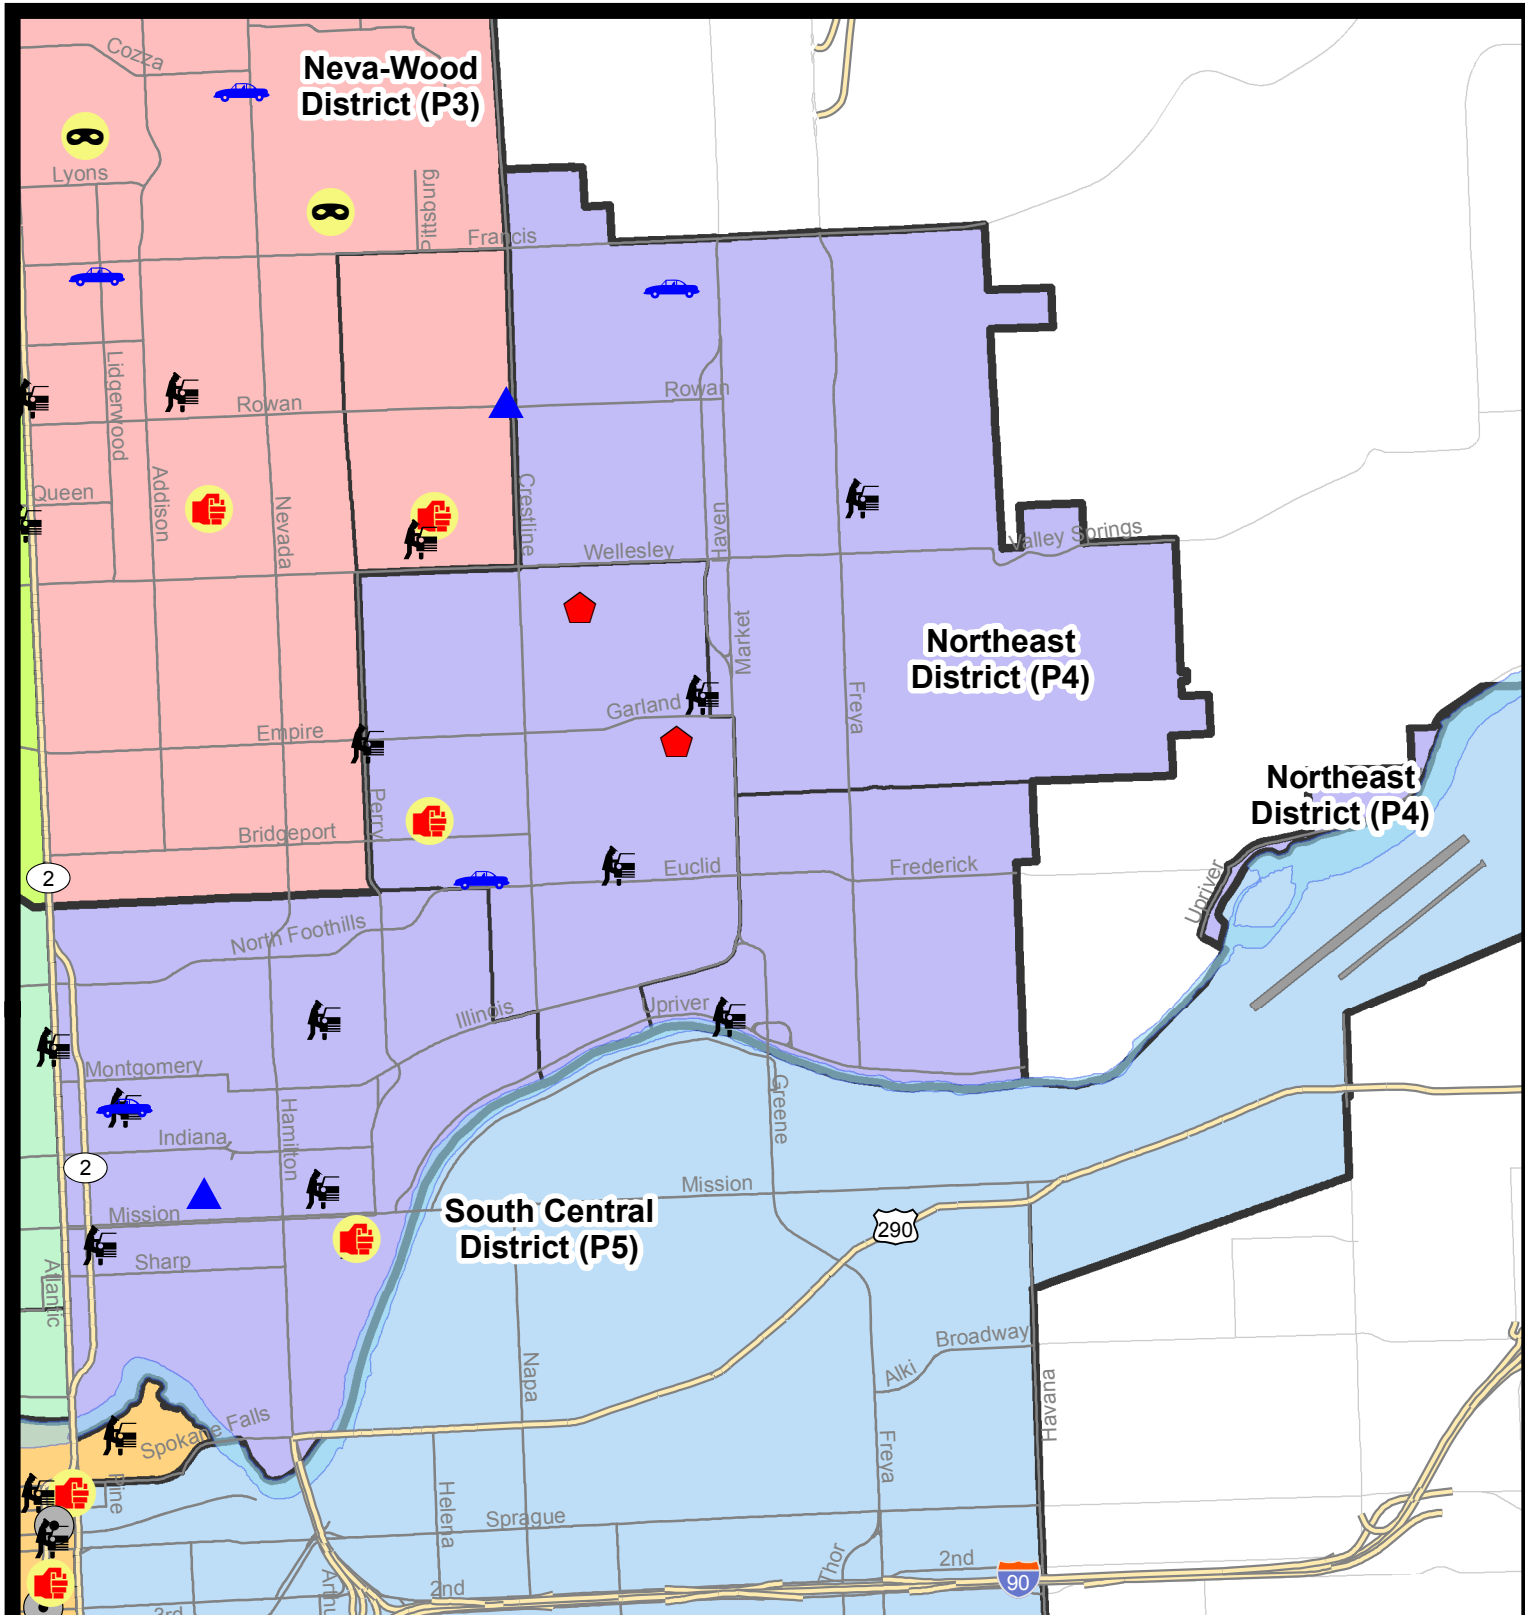 Cozza
Neva-Wood
District (P3)
Lyons
Pittsburg
Francis
Lidgerwood
Rowan
Rowan
Queen
Addison
Nevada
Crestline
Haven
Wellesley
Valley Springs
Market
Northeast
District (P4)
Freya
Garland
Empire
Northeast
District (P4)
Perry
Bridgeport
Euclid
Frederick
2
Upriver
North Foothills
Illinois
Upriver
Montgomery
Greene
Hamilton
Indiana
2
Mission
South Central
District (P5)
Mission
290
Sharp
Atlantic
Broadway
Napa
Alki
Havana
Spokane Falls
Freya
Pine
Helena
Sprague
Thor
2nd
90
2nd
3rd